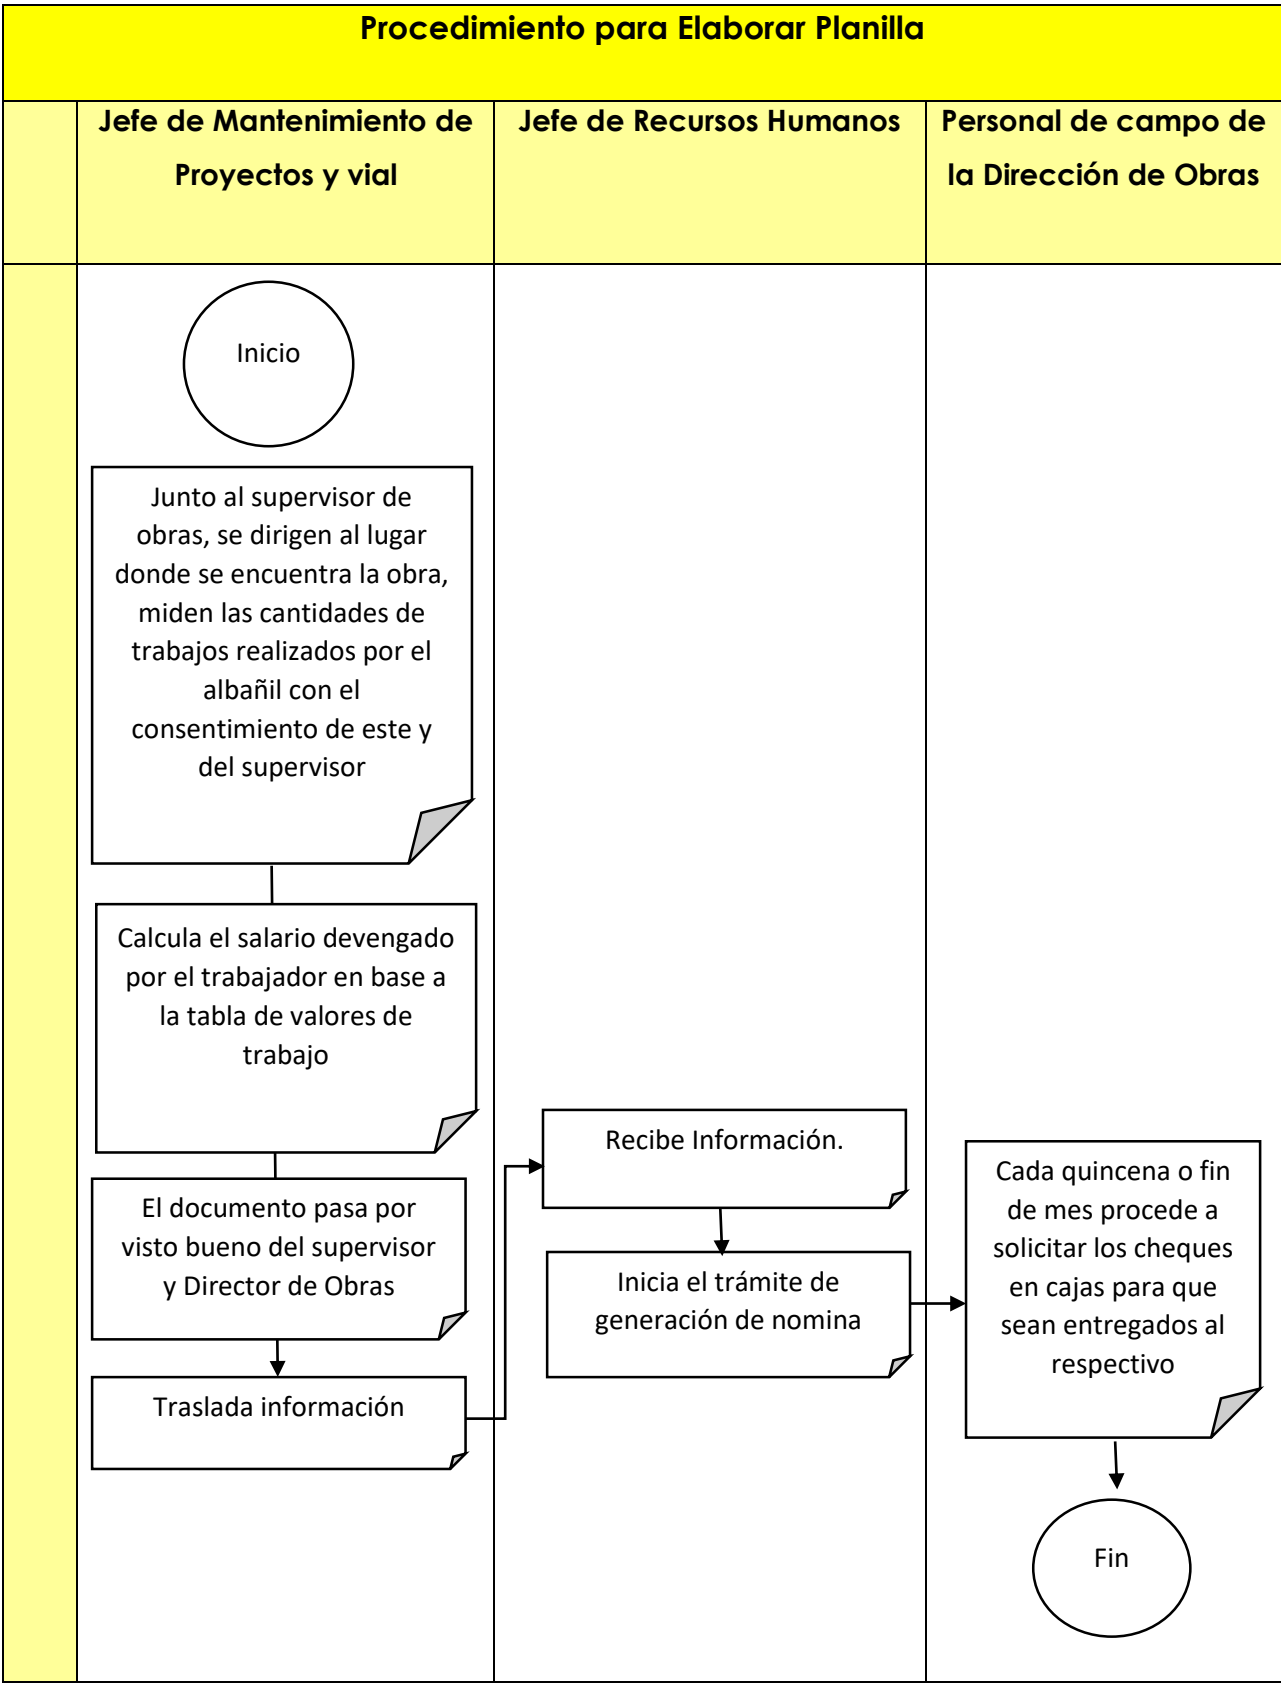 Procedimiento para Elaborar Planilla
Jefe de Mantenimiento de
Proyectos y vial
Jefe de Recursos Humanos
Personal de campo de
la Dirección de Obras
Inicio
Junto al supervisor de
obras, se dirigen al lugar
donde se encuentra la obra,
miden las cantidades de
trabajos realizados por el
albañil con el
consentimiento de este y
del supervisor
Calcula el salario devengado
por el trabajador en base a
la tabla de valores de
trabajo
El documento pasa por
visto bueno del supervisor
y Director de Obras
Traslada información
Recibe Información.
Inicia el trámite de
generación de nomina
Cada quincena o fin
de mes procede a
solicitar los cheques
en cajas para que
sean entregados al
respectivo
Fin